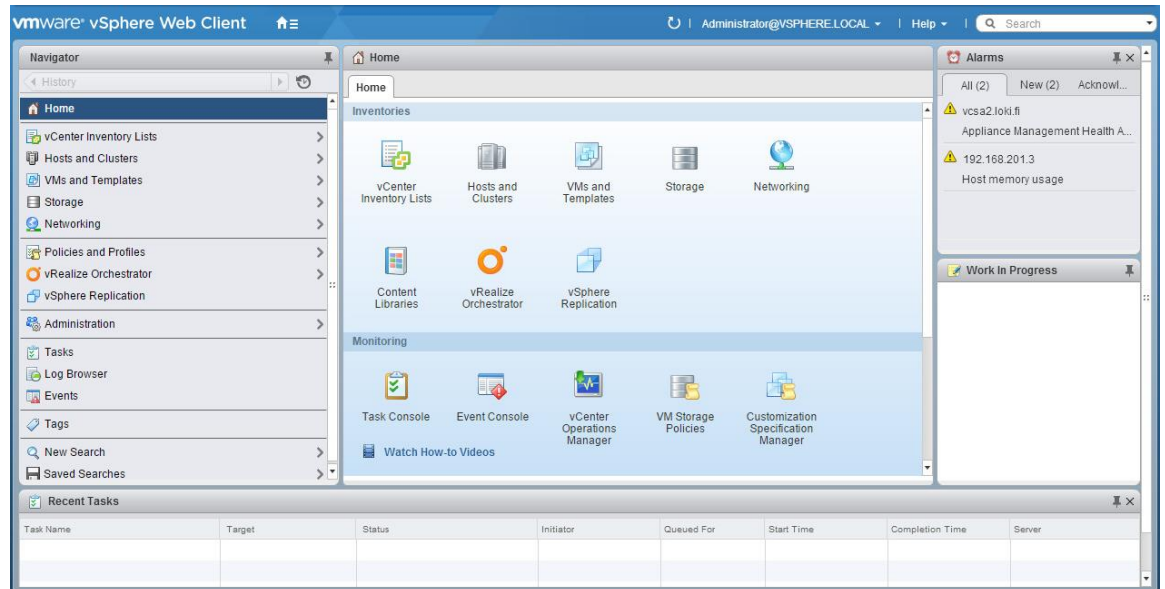 vmware® vSphere Web Client
Administrator@VSPHERE.LOCAL
Help
Search
Navigator
History
Home
vCenter Inventory Lists
Hosts and Clusters
VMs and Templates
Storage
Networking
Policies and Profiles
vRealize Orchestrator
vSphere Replication
Administration
Tasks
Log Browser
Events
Tags
New Search
Saved Searches
Home
Home
Inventories
vCenter
Inventory Lists
Hosts and
Clusters
VMs and
Templates
Storage
Networking
Content
Libraries
vRealize
Orchestrator
vSphere
Replication
Monitoring
Task Console
Event Console
vCenter
Operations
Manager
VM Storage
Policies
Customization
Specification
Manager
Watch How-to Videos
Alarms
All (2) New (2) Acknowl...
vcsa2.loki.fi
Appliance Management Health A...
192.168.201.3
Host memory usage
Work In Progress
Recent Tasks
Task Name Target Status Initiator Queued For Start Time Completion Time Server